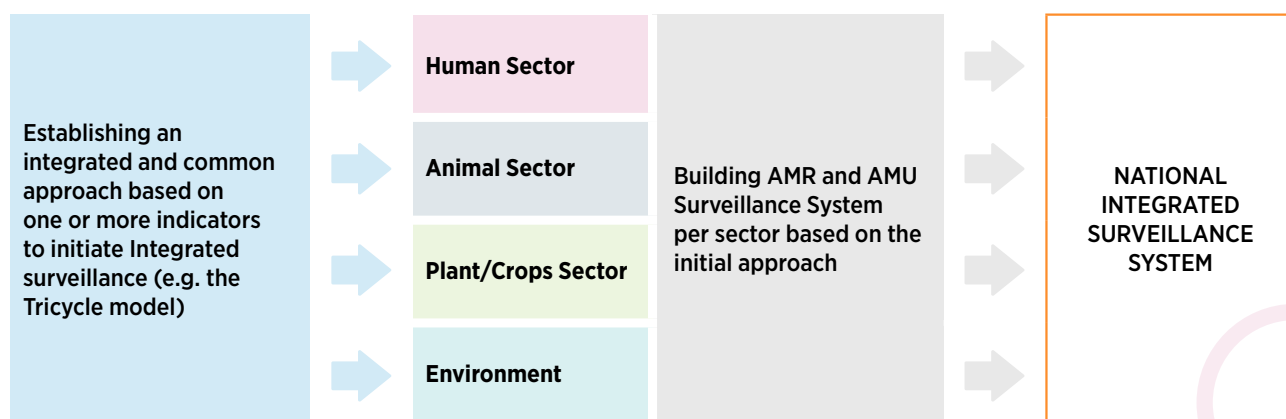 Establishing an
integrated and common
approach based on
one or more indicators
to initiate Integrated
surveillance (e.g. the
Tricycle model)
Human Sector
Animal Sector
Plant/Crops Sector
Environment
Building AMR and AMU
Surveillance System
per sector based on the
initial approach
NATIONAL
INTEGRATED
SURVEILLANCE
SYSTEM